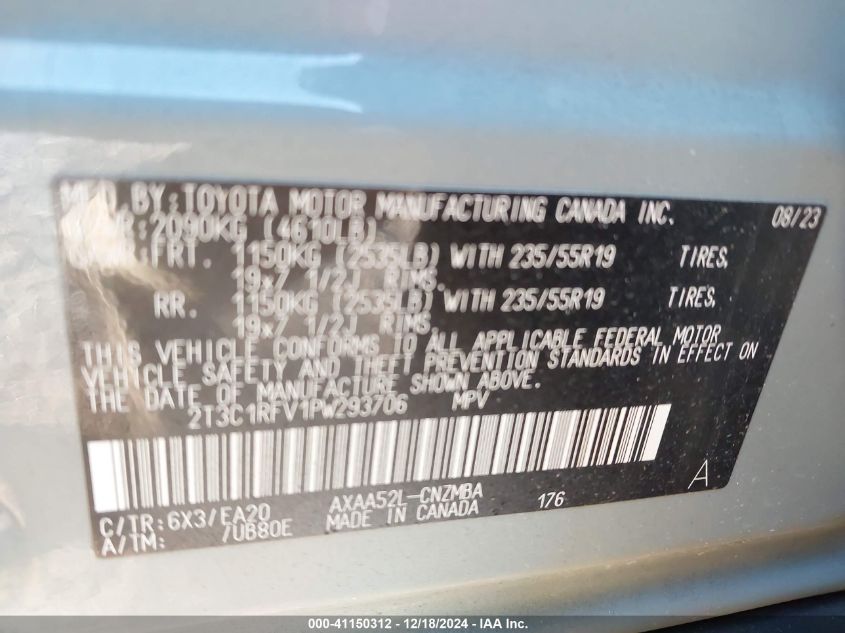 MFD. BY: TOYOTA MOTOR MANUFACTURING CANADA INC. 08/23
GVWR: 2090KG (4610LB)
GAWR: FRT. 1150KG (2535LB) WITH 235/55R19 TIRES,
19x7 1/2J RIMS,
RR. 1150KG (2535LB) WITH 235/55R19 TIRES,
19x7 1/2J RIMS,
THIS VEHICLE CONFORMS TO ALL APPLICABLE FEDERAL MOTOR
VEHICLE SAFETY AND THEFT PREVENTION STANDARDS IN EFFECT ON
THE DATE OF MANUFACTURE SHOWN ABOVE.
2T3C1RFV1PW293706 MPV
A
C/TR: 6X3/EA20 AXAA52L-CNZMBA 176
A/TM: /UB80E MADE IN CANADA
000-41150312 - 12/18/2024 - IAA Inc.